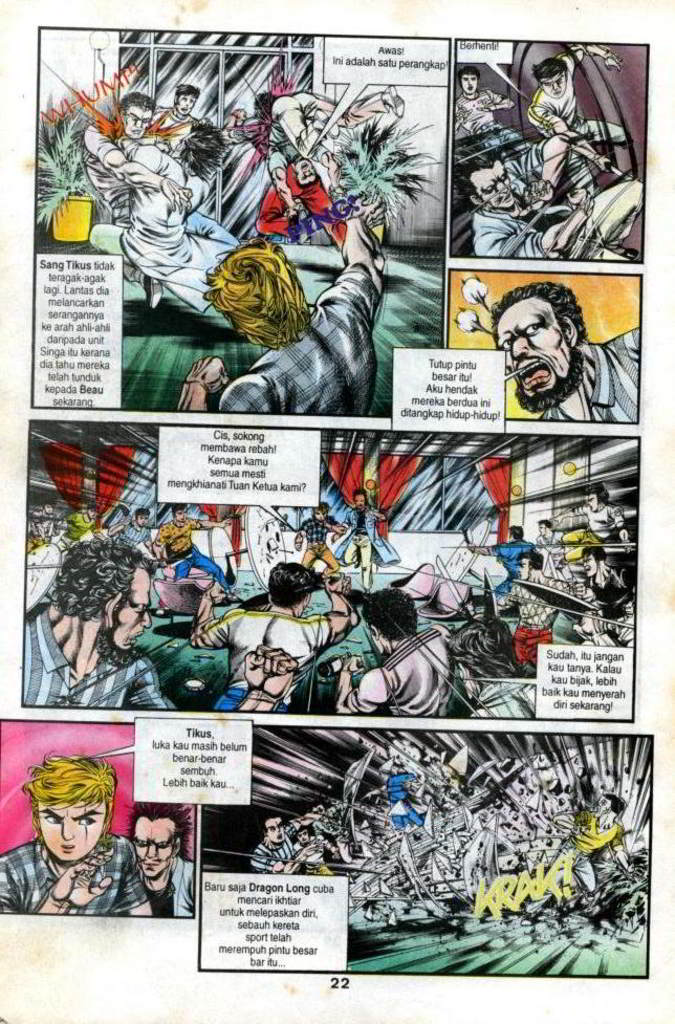 Awas!
Ini adalah satu perangkap!
WHUMP!
PENG!
Sang Tikus tidak
teragak-agak
lagi. Lantas dia
melancarkan
serangannya
ke arah ahli-ahli
daripada unit
Singa itu kerana
dia tahu mereka
telah tunduk
kepada Beau
sekarang.
Berhenti!
Tutup pintu
besar itu!
Aku hendak
mereka berdua ini
ditangkap hidup-hidup!
Cis, sokong
membawa rebah!
Kenapa kamu
semua mesti
mengkhianati Tuan Ketua kami?
Sudah, itu jangan
kau tanya. Kalau
kau bijak, lebih
baik kau menyerah
diri sekarang!
Tikus,
luka kau masih belum
benar-benar
sembuh.
Lebih baik kau...
Baru saja Dragon Long cuba
mencari ikhtiar
untuk melepaskan diri,
sebauh kereta
sport telah
merempuh pintu besar
bar itu...
KRAK!
22